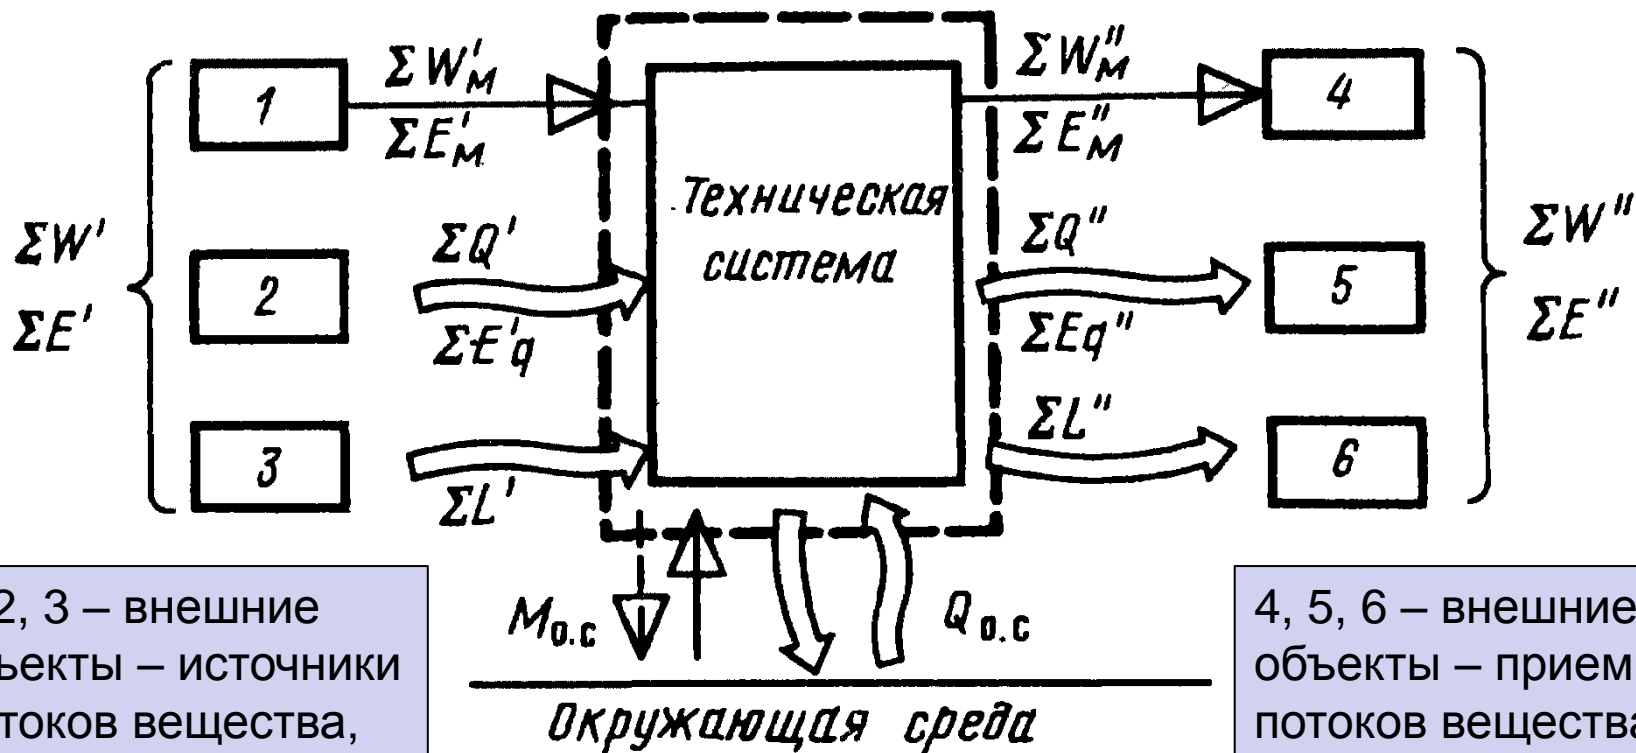 ΣW'
ΣE'
1
2
3
ΣW'м
ΣE'м
ΣQ'
ΣE'q
ΣL'
Техническая
система
ΣW"м
ΣE"м
ΣQ"
ΣEq"
ΣL"
4
5
6
ΣW"
ΣE"
Mо.с
Qо.с
Окружающая среда
2, 3 – внешние
ъекты – источники
токов вещества,
4, 5, 6 – внешние
объекты – прием
потоков вещества